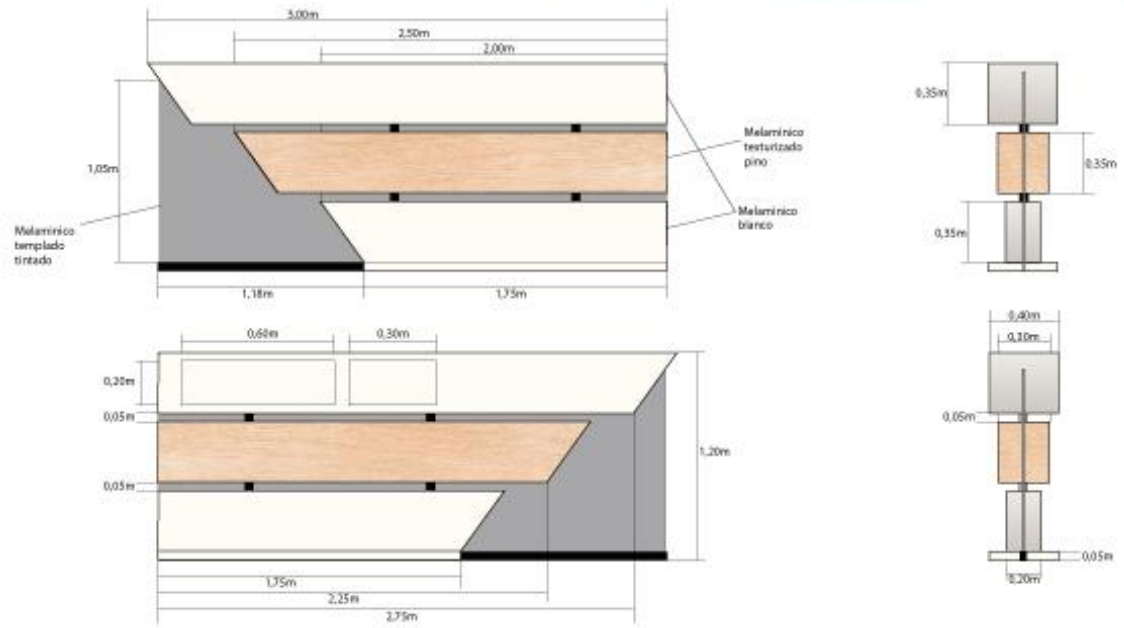 3,00m
2,50m
2,00m
0,35m
Melaminico
texturizado
pino
1,05m
0,35m
Melaminico
blanco
Melaminico
templado
tintado
0,35m
1,18m
1,75m
0,60m
0,30m
0,40m
0,30m
0,20m
0,05m
0,05m
1,20m
0,05m
0,05m
1,75m
0,20m
2,25m
2,75m